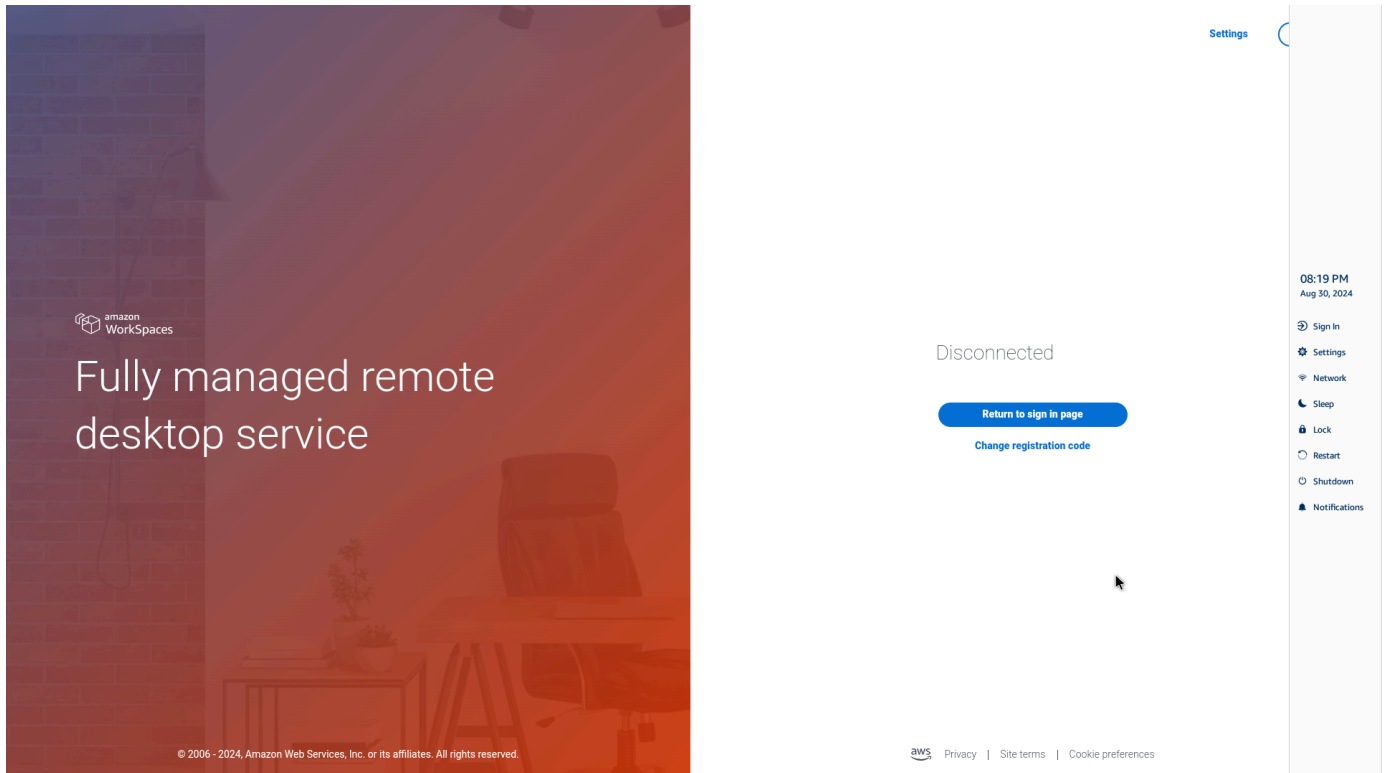 amazon
WorkSpaces
Fully managed remote
desktop service
© 2006 - 2024, Amazon Web Services, Inc. or its affiliates. All rights reserved.
Settings
Disconnected
Return to sign in page
Change registration code
aws Privacy | Site terms | Cookie preferences
08:19 PM
Aug 30, 2024
Sign In
Settings
Network
Sleep
Lock
Restart
Shutdown
Notifications